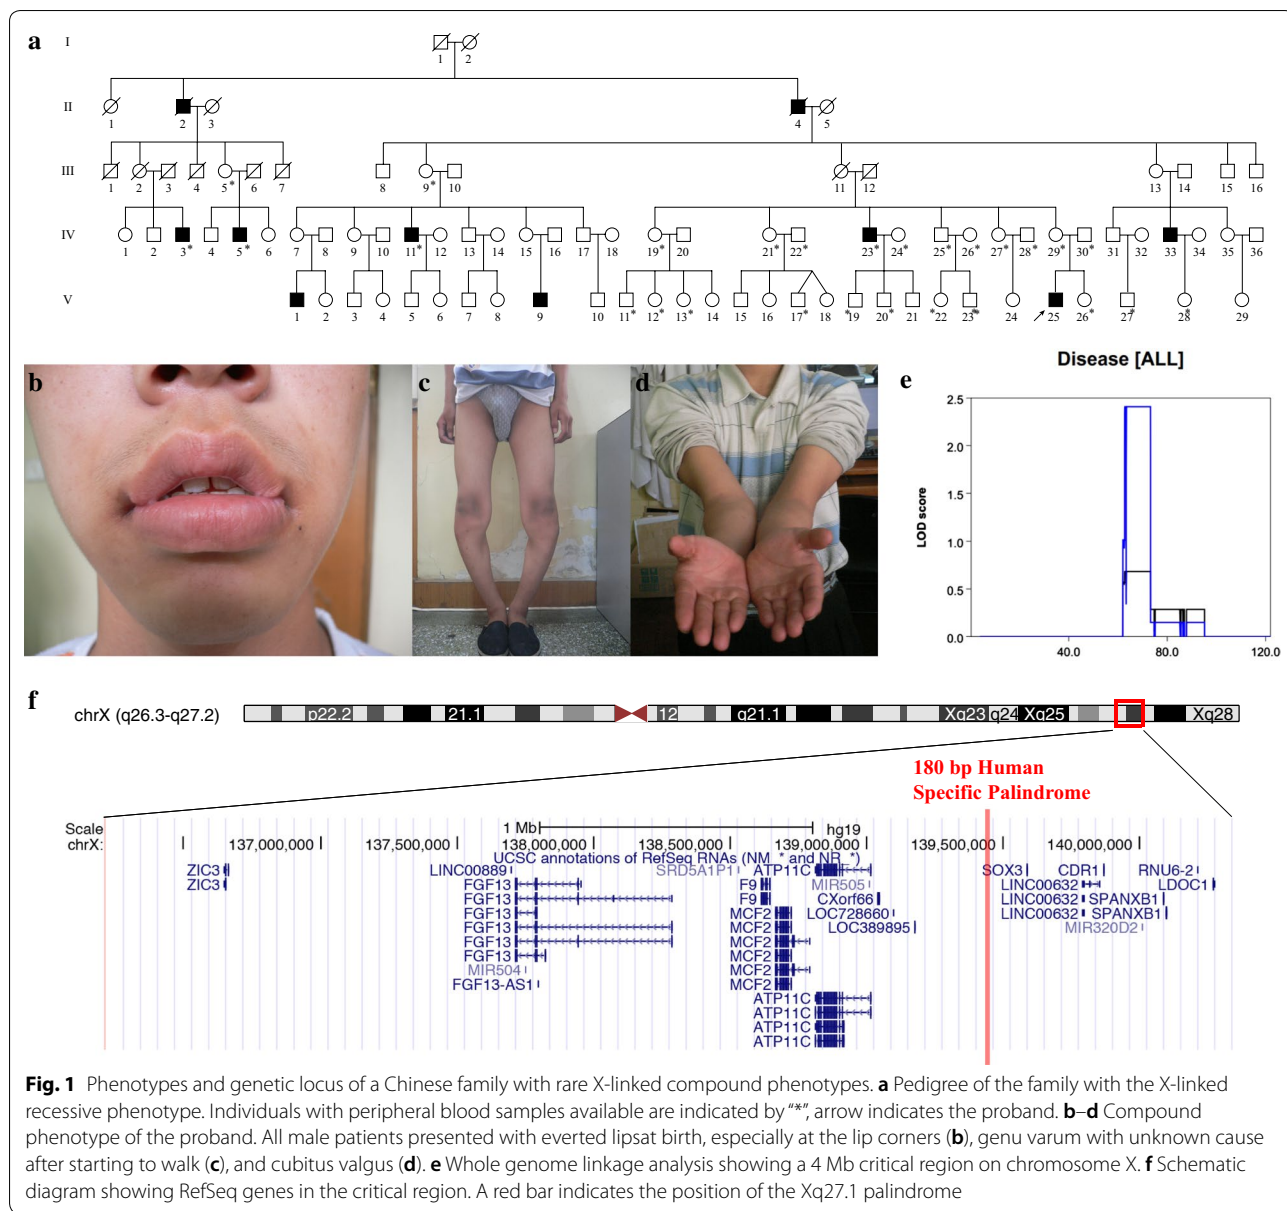 a
I
1 2
II
1 2 3 4 5
III
1 2 3 4 5* 6 7 8 9* 10 11 12 13 14 15 16
IV
1 2 3* 4 5* 6 7 8 9 10 11* 12 13 14 15 16 17 18 19* 20 21* 22* 23* 24* 25* 26* 27* 28* 29* 30* 31 32 33 34 35 36
V
1 2 3 4 5 6 7 8 9 10 11* 12* 13* 14 15 16 17* 18 *19 20* 21 *22 23* 24 25 26* 27* 28* 29
b
c
d
e
Disease [ALL]
LOD score
2.5
2.0
1.5
1.0
0.5
0.0
40.0 80.0 120.0
f
chrX (q26.3-q27.2)
p22.2 21.1 12 q21.1 Xq23 q24 Xq25 Xq28
180 bp Human
Specific Palindrome
Scale 1 Mb hg19
chrX: 137,000,000 137,500,000 138,000,000 138,500,000 139,000,000 139,500,000 140,000,000
UCSC annotations of RefSeq RNAs (NM_* and NR_*)
ZIC3 LINC00889 SRD5A1P1 ATP11C SOX3 CDR1 RNU6-2
ZIC3 FGF13 F9 MIR505 LINC00632 LDOC1
FGF13 F9 CXorf66 LINC00632 SPANXB1
FGF13 MCF2 LOC728660 LINC00632 SPANXB1
FGF13 MCF2 LOC389895 MIR320D2
FGF13 MCF2
FGF13 MCF2
MIR504 MCF2
FGF13-AS1 MCF2
ATP11C
ATP11C
ATP11C
ATP11C
Fig. 1 Phenotypes and genetic locus of a Chinese family with rare X-linked compound phenotypes. a Pedigree of the family with the X-linked
recessive phenotype. Individuals with peripheral blood samples available are indicated by “*”, arrow indicates the proband. b–d Compound
phenotype of the proband. All male patients presented with everted lipsat birth, especially at the lip corners (b), genu varum with unknown cause
after starting to walk (c), and cubitus valgus (d). e Whole genome linkage analysis showing a 4 Mb critical region on chromosome X. f Schematic
diagram showing RefSeq genes in the critical region. A red bar indicates the position of the Xq27.1 palindrome